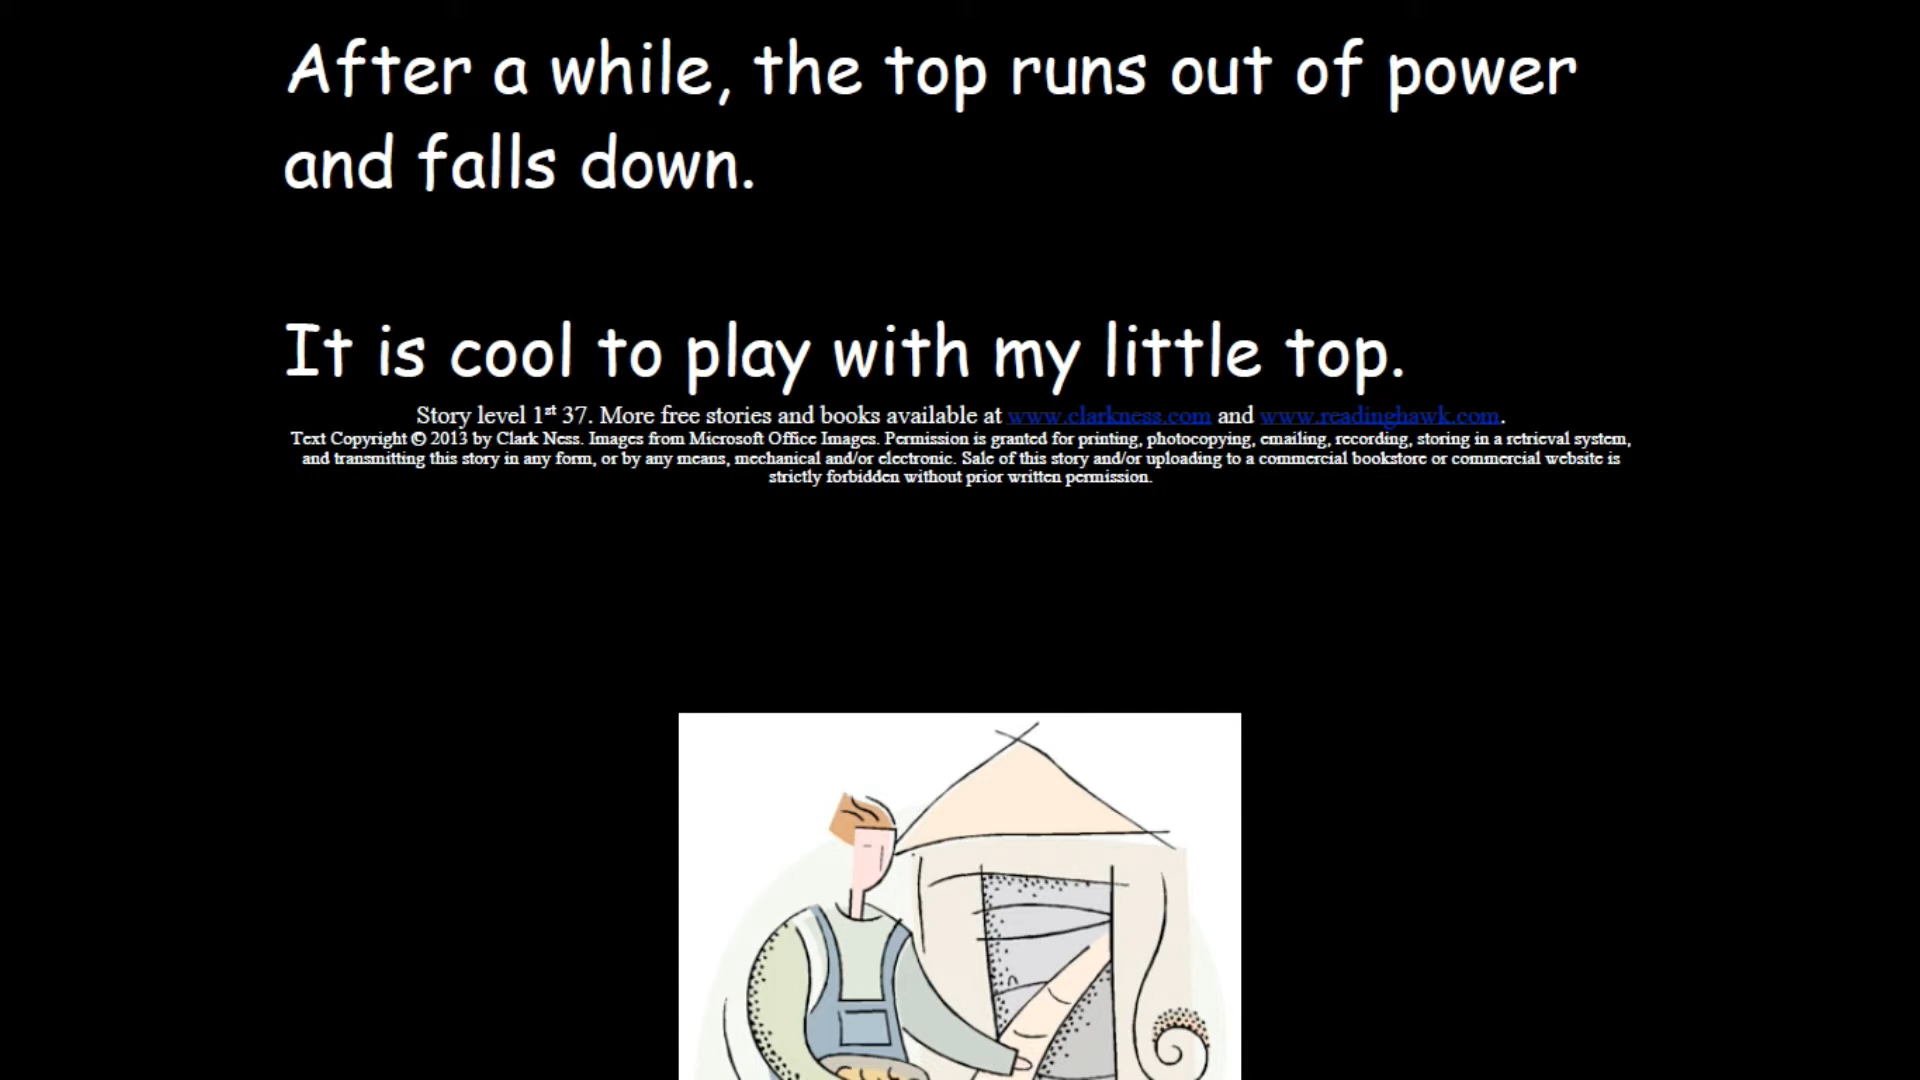 After a while, the top runs out of power
and falls down.
It is cool to play with my little top.
Story level 1st 37. More free stories and books available at www.clarkness.com and www.readinghawk.com.
Text Copyright © 2013 by Clark Ness. Images from Microsoft Office Images. Permission is granted for printing, photocopying, emailing, recording, storing in a retrieval system,
and transmitting this story in any form, or by any means, mechanical and/or electronic. Sale of this story and/or uploading to a commercial bookstore or commercial website is
strictly forbidden without prior written permission.